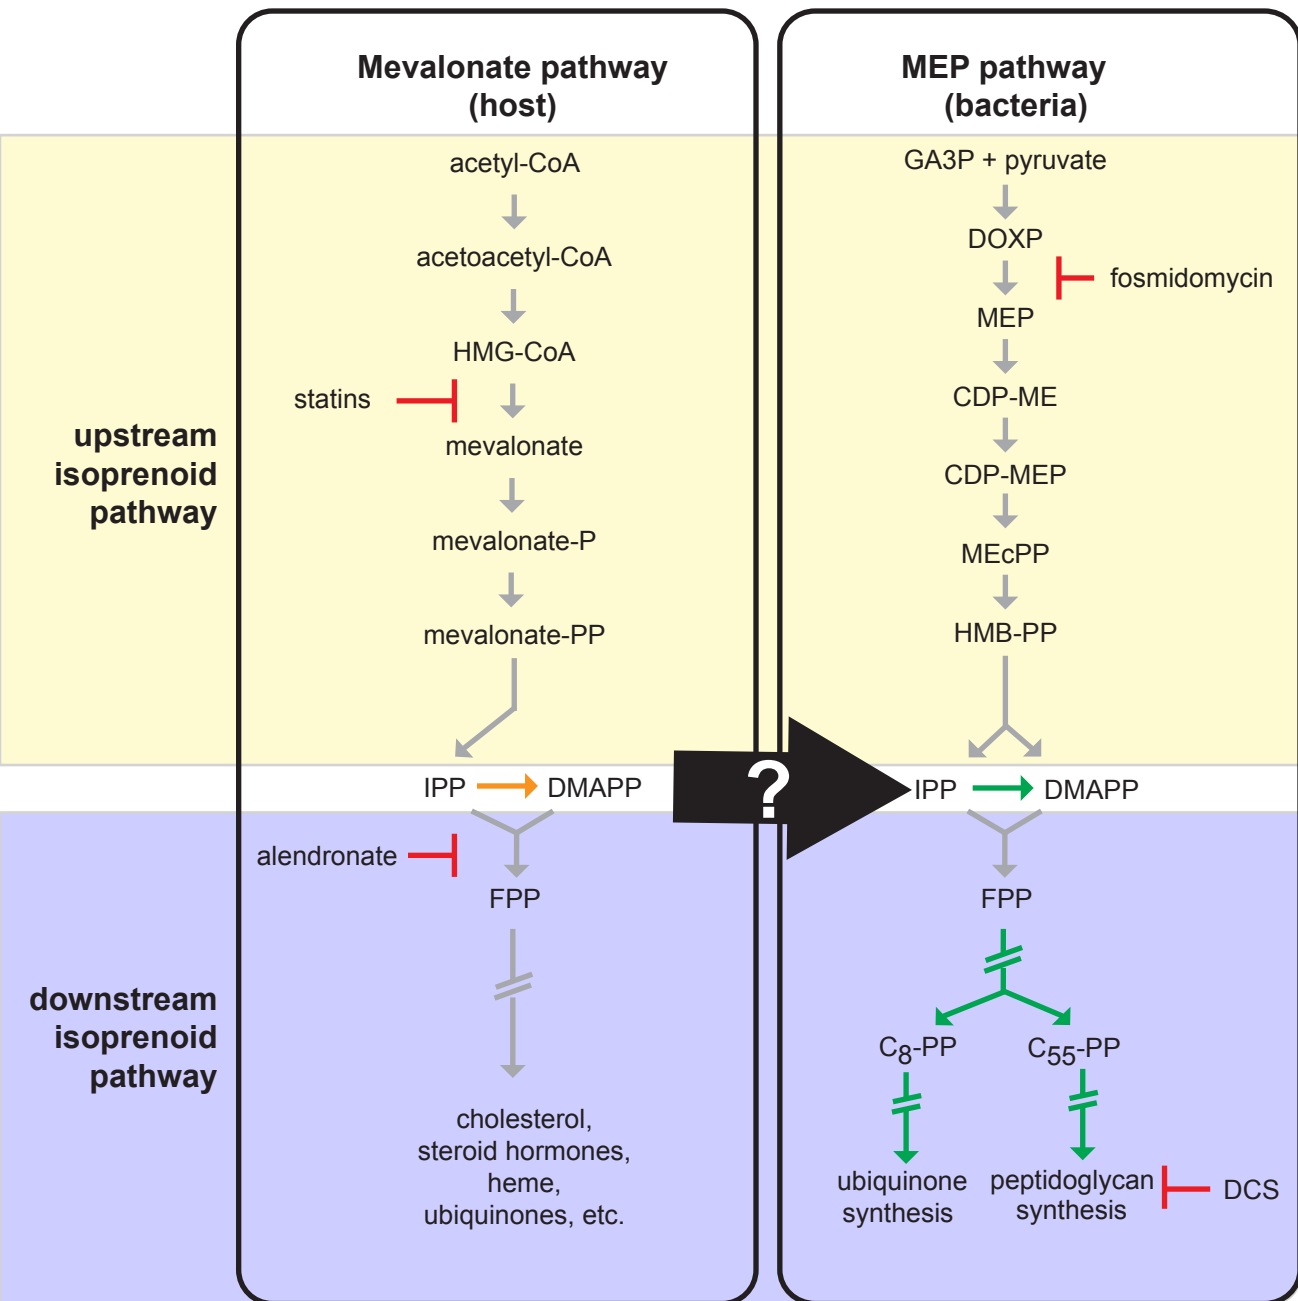 Mevalonate pathway
(host)
acetyl-CoA
acetoacetyl-CoA
HMG-CoA
statins
mevalonate
mevalonate-P
mevalonate-PP
IPP
DMAPP
alendronate
FPP
cholesterol,
steroid hormones,
heme,
ubiquinones, etc.
MEP pathway
(bacteria)
GA3P + pyruvate
DOXP
fosmidomycin
MEP
CDP-ME
CDP-MEP
MEcPP
HMB-PP
?
IPP
DMAPP
FPP
C8-PP
C55-PP
ubiquinone
synthesis
peptidoglycan
synthesis
DCS
upstream
isoprenoid
pathway
downstream
isoprenoid
pathway